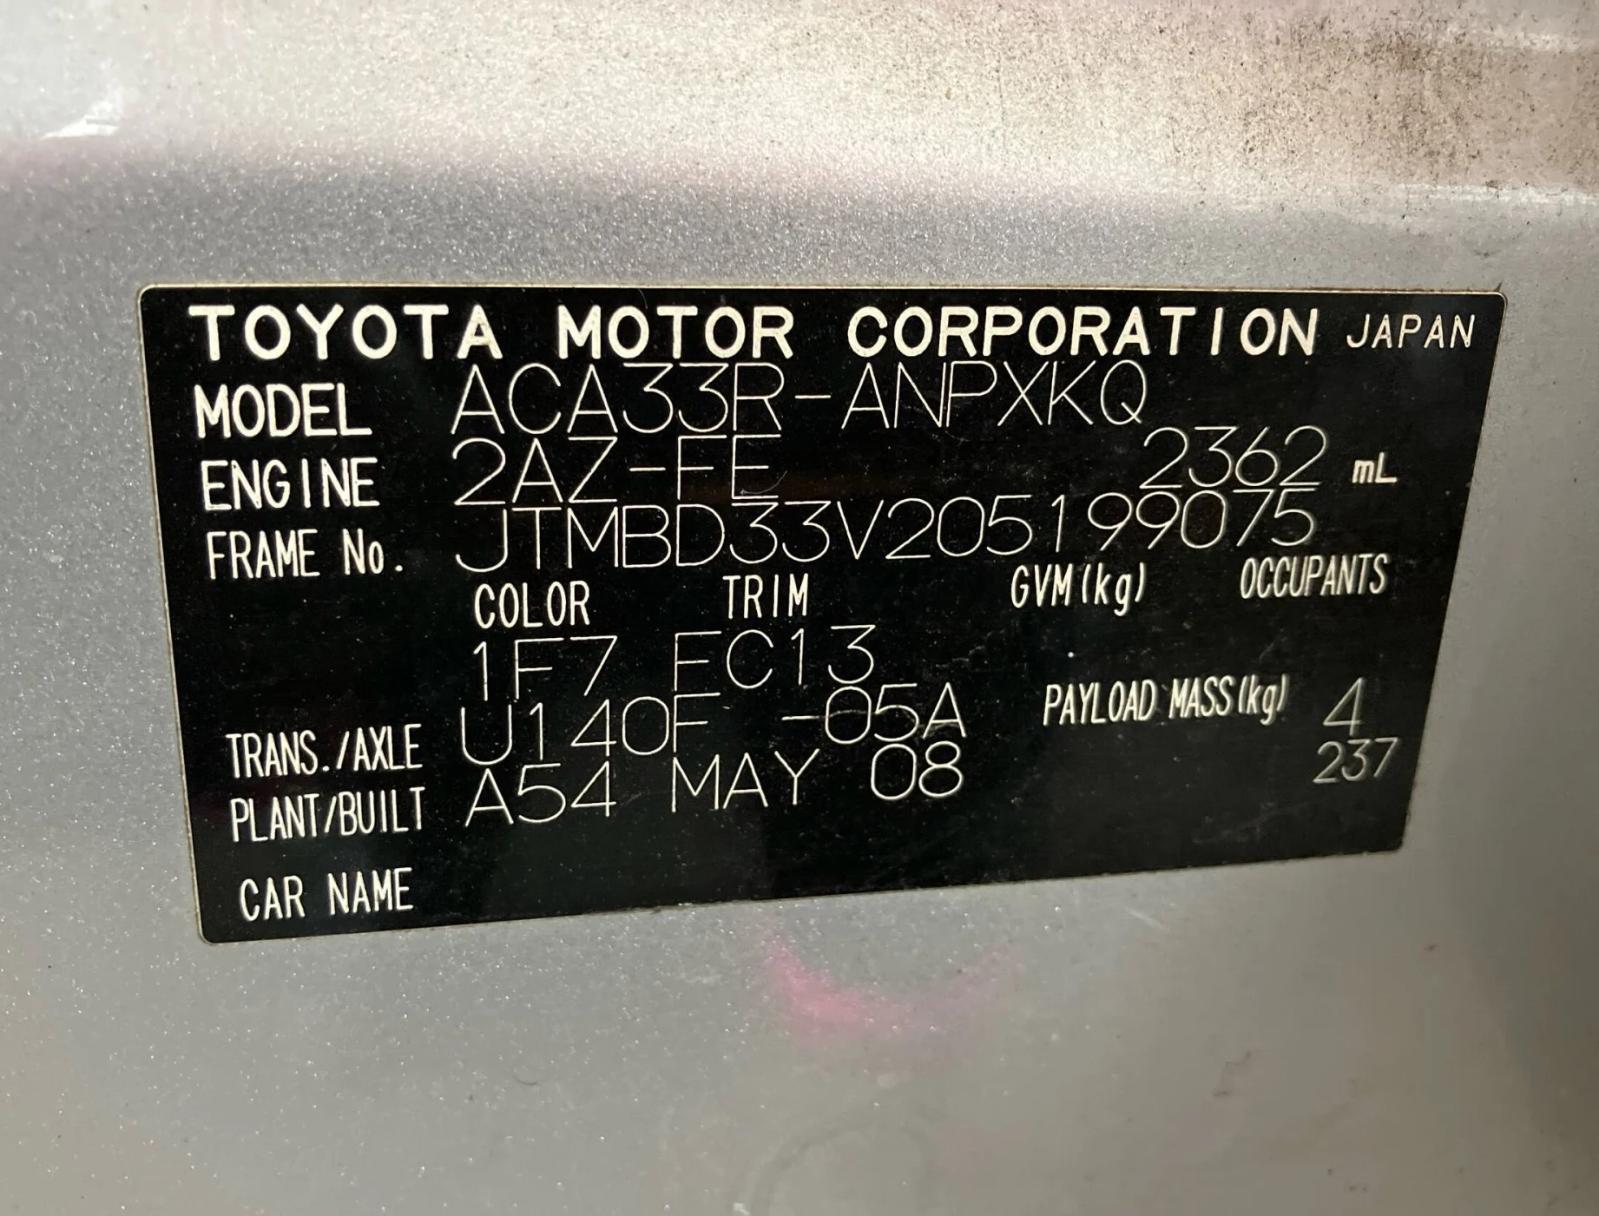 TOYOTA MOTOR CORPORATION JAPAN
MODEL ACA33R-ANPXKQ
ENGINE 2AZ-FE 2362 mL
FRAME No. JTMBD33V205199075
COLOR TRIM GVM(kg) OCCUPANTS
1F7 FC13
TRANS./AXLE U140F -05A PAYLOAD MASS(kg) 4
PLANT/BUILT A54 MAY 08 237
CAR NAME